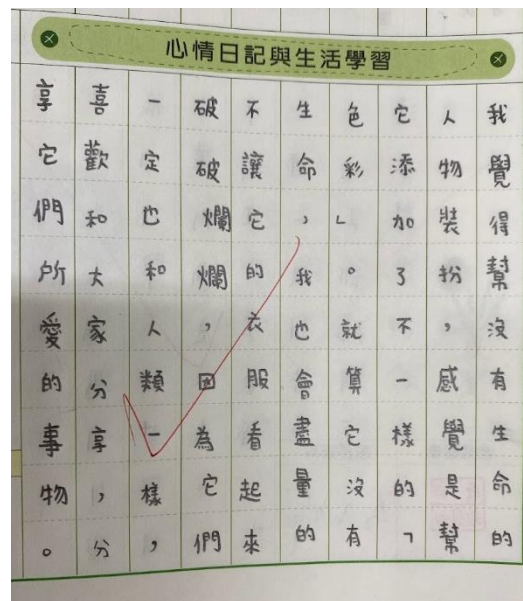 心情日記與生活學習
我覺得幫沒有生命的
人物裝扮，感覺是幫
它添加了不一樣的「
色彩」。就算它沒有
生命，我也會盡量的
不讓它的衣服看起來
破破爛爛，因為它們
一定也和人類一樣，
喜歡和大家分享，分
享它們所愛的事物。